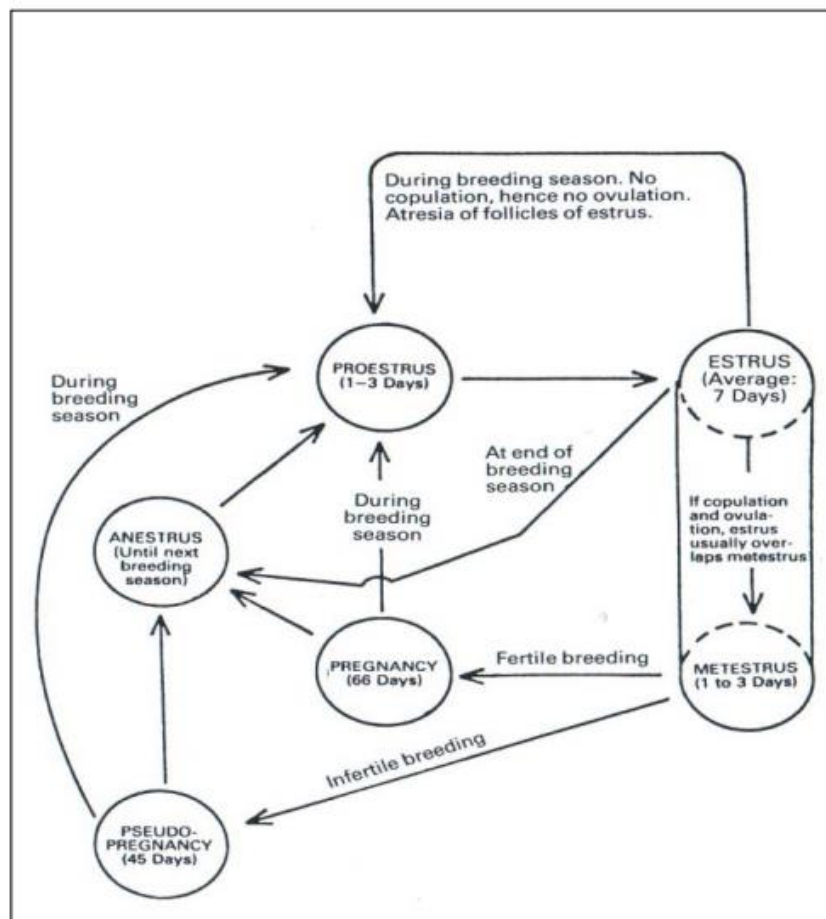 During breeding season. No
copulation, hence no ovulation.
Atresia of follicles of estrus.
PROESTRUS
(1–3 Days)
ESTRUS
(Average:
7 Days)
During
breeding
season
At end of
breeding
season
During
breeding
season
ANESTRUS
(Until next
breeding
season)
If copulation
and ovula-
tion, estrus
usually over-
laps metestrus
PREGNANCY
(66 Days)
Fertile breeding
METESTRUS
(1 to 3 Days)
Infertile breeding
PSEUDO-
PREGNANCY
(45 Days)